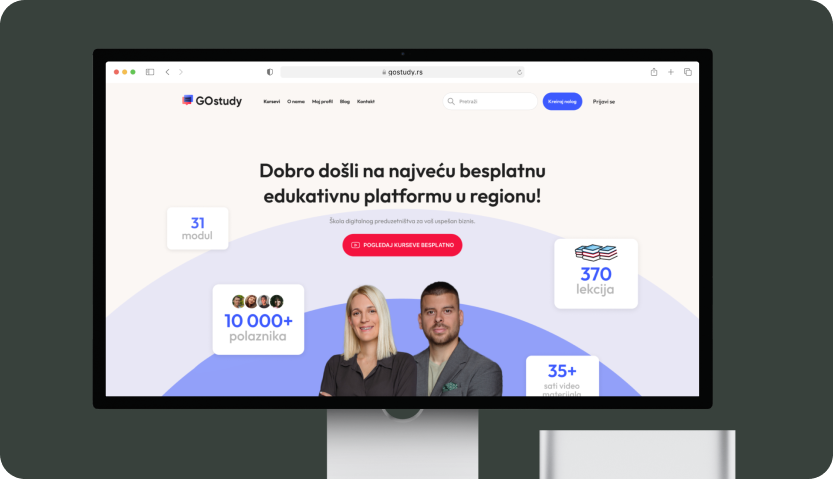 gostudy.rs
GOstudy
Kursevi O nama Moj profil Blog Kontakt
Pretraži
Kreiraj nalog
Prijavi se
Dobro došli na najveću besplatnu
edukativnu platformu u regionu!
Škola digitalnog preduzetništva za vaš uspešan biznis.
POGLEDAJ KURSEVE BESPLATNO
31
modul
370
lekcija
10 000+
polaznika
35+
sati video
materijala